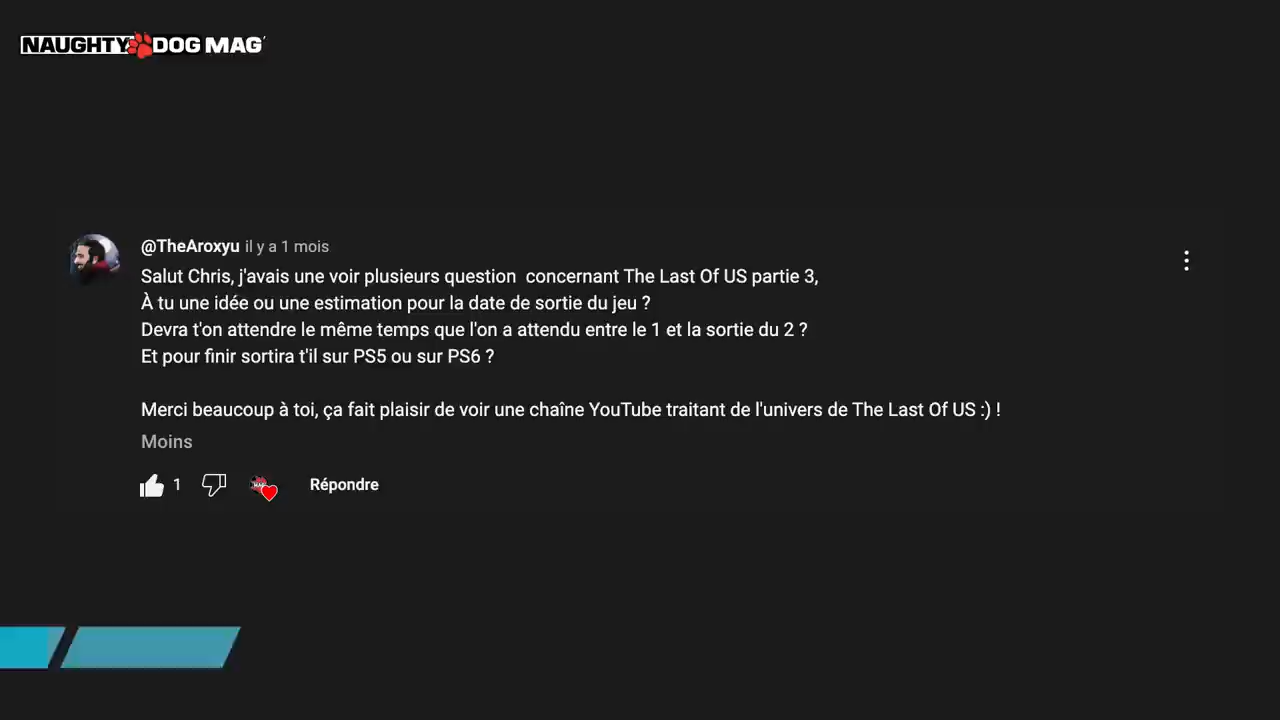 NAUGHTY DOG MAG'
@TheAroxyu il y a 1 mois
Salut Chris, j'avais une voir plusieurs question  concernant The Last Of US partie 3,
À tu une idée ou une estimation pour la date de sortie du jeu ?
Devra t'on attendre le même temps que l'on a attendu entre le 1 et la sortie du 2 ?
Et pour finir sortira t'il sur PS5 ou sur PS6 ?
Merci beaucoup à toi, ça fait plaisir de voir une chaîne YouTube traitant de l'univers de The Last Of US :) !
Moins
1 Répondre